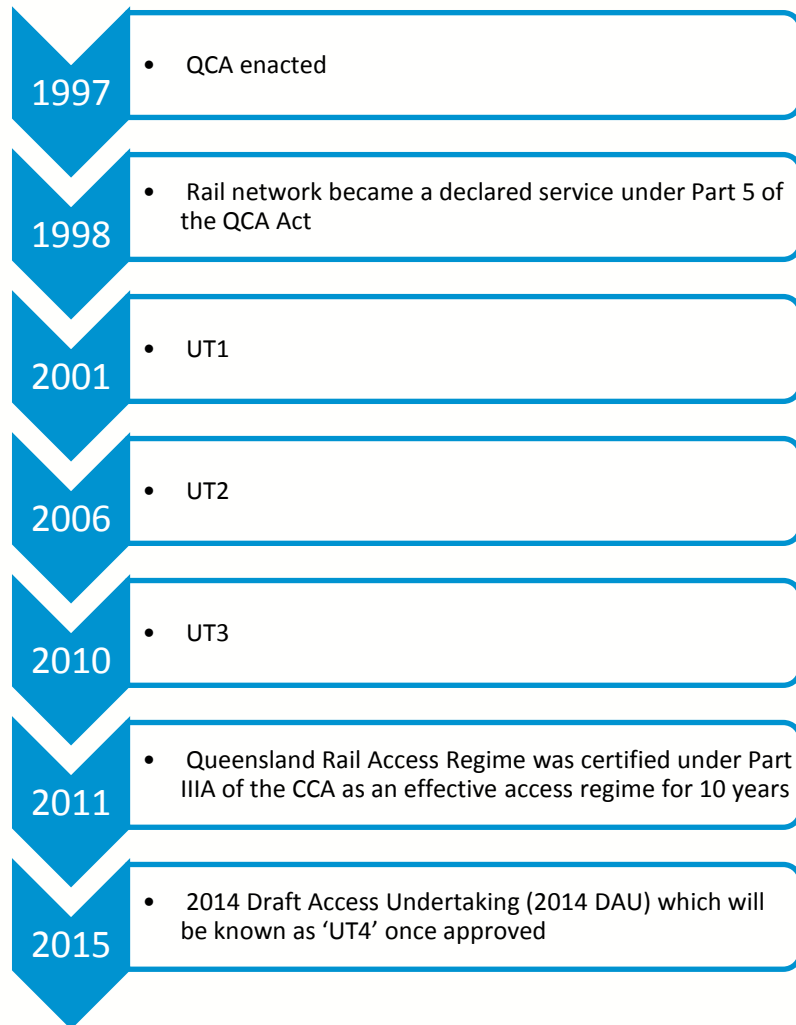 1997
• QCA enacted
1998
• Rail network became a declared service under Part 5 of
the QCA Act
2001
• UT1
2006
• UT2
2010
• UT3
2011
• Queensland Rail Access Regime was certified under Part
IIIA of the CCA as an effective access regime for 10 years
2015
• 2014 Draft Access Undertaking (2014 DAU) which will
be known as ‘UT4’ once approved